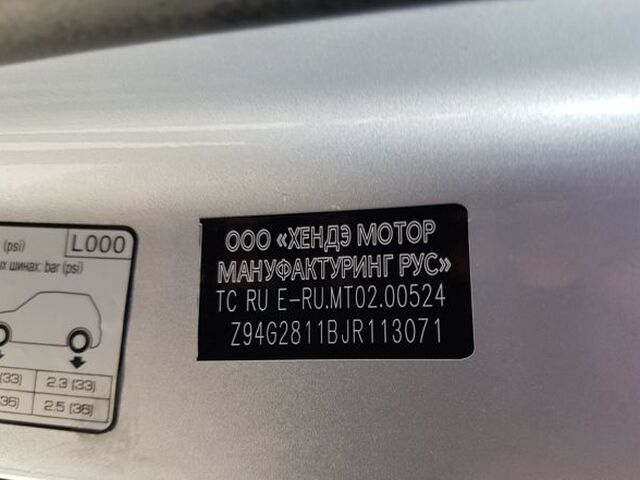 (psi)
L000
ых шинах: bar (psi)
(33)
2.3 (33)
(36)
2.5 (36)
ООО «ХЕНДЭ МОТОР
МАНУФАКТУРИНГ РУС»
TC RU E-RU.MT02.00524
Z94G2811BJR113071